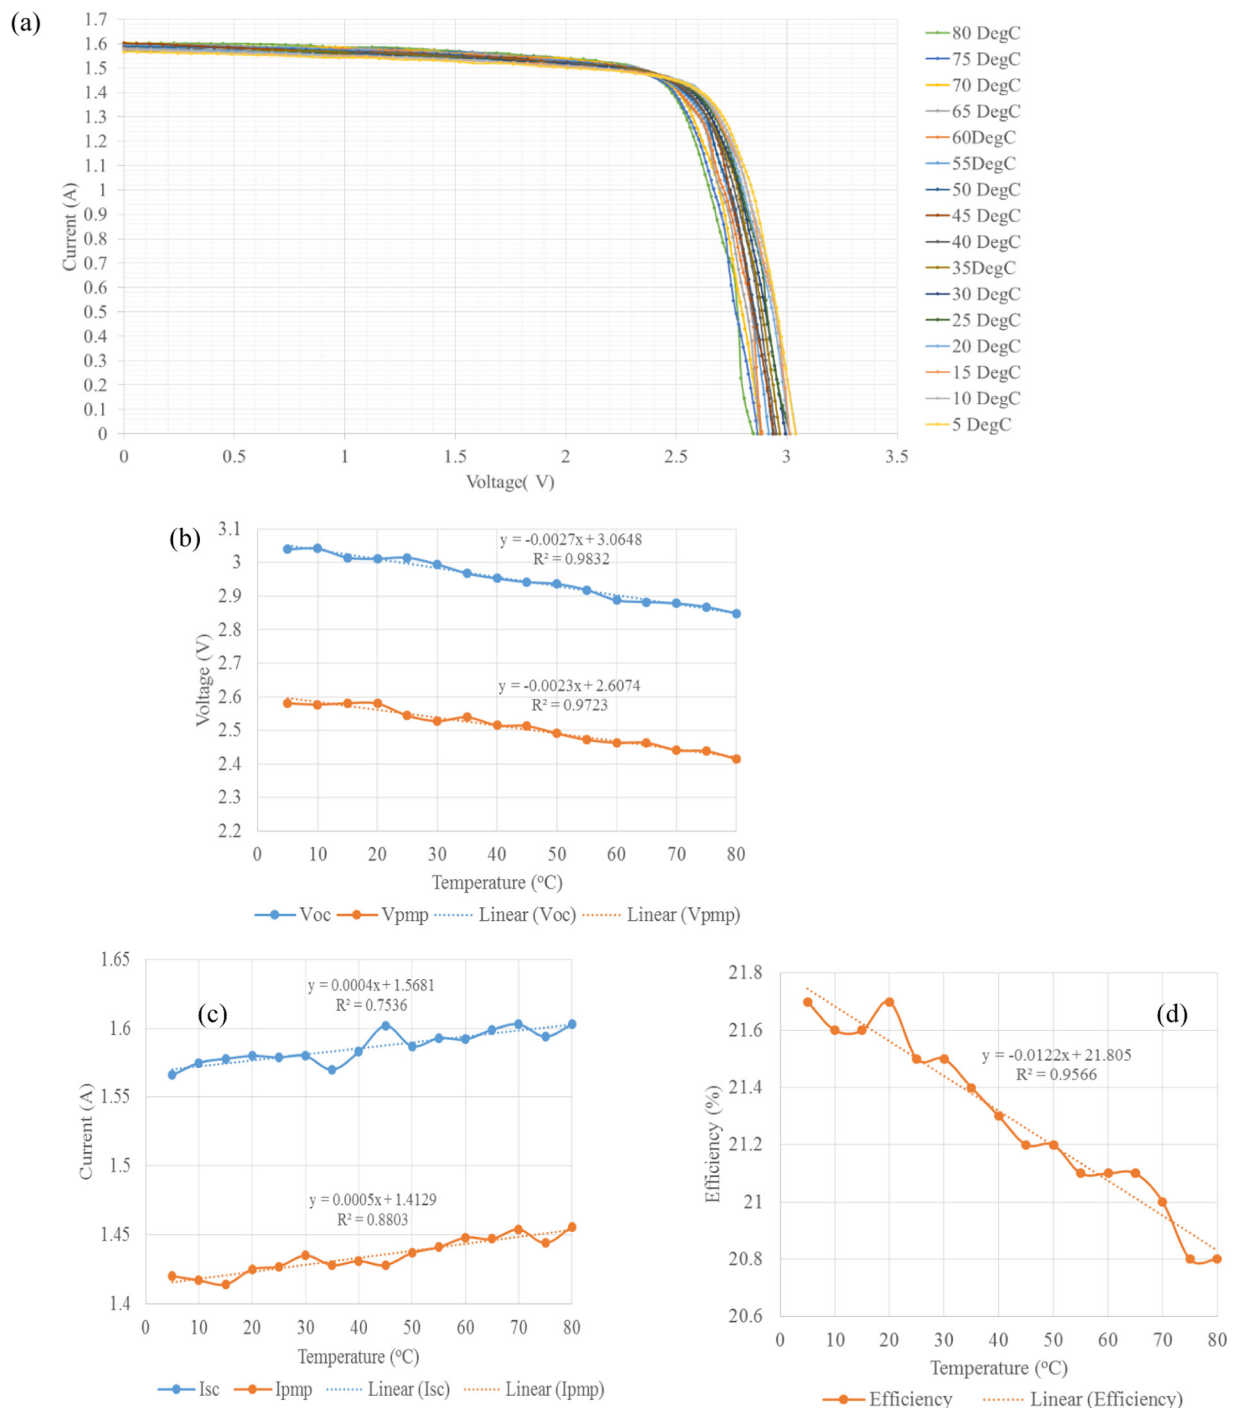 (a)
1.7
1.6
1.5
1.4
1.3
1.2
1.1
1
0.9
0.8
0.7
0.6
0.5
0.4
0.3
0.2
0.1
0
Current (A)
0 0.5 1 1.5 2 2.5 3 3.5
Voltage( V)
80 DegC
75 DegC
70 DegC
65 DegC
60DegC
55DegC
50 DegC
45 DegC
40 DegC
35DegC
30 DegC
25 DegC
20 DegC
15 DegC
10 DegC
5 DegC
(b)
3.1
3
2.9
2.8
2.7
2.6
2.5
2.4
2.3
2.2
Voltage (V)
y = -0.0027x + 3.0648
R² = 0.9832
y = -0.0023x + 2.6074
R² = 0.9723
0 10 20 30 40 50 60 70 80
Temperature (°C)
Voc Vpmp Linear (Voc) Linear (Vpmp)
(c)
1.65
1.6
1.55
1.5
1.45
1.4
Current (A)
y = 0.0004x + 1.5681
R² = 0.7536
y = 0.0005x + 1.4129
R² = 0.8803
0 10 20 30 40 50 60 70 80
Temperature (°C)
Isc Ipmp Linear (Isc) Linear (Ipmp)
(d)
21.8
21.6
21.4
21.2
21
20.8
20.6
Efficiency (%)
y = -0.0122x + 21.805
R² = 0.9566
0 10 20 30 40 50 60 70 80
Temperature (°C)
Efficiency Linear (Efficiency)